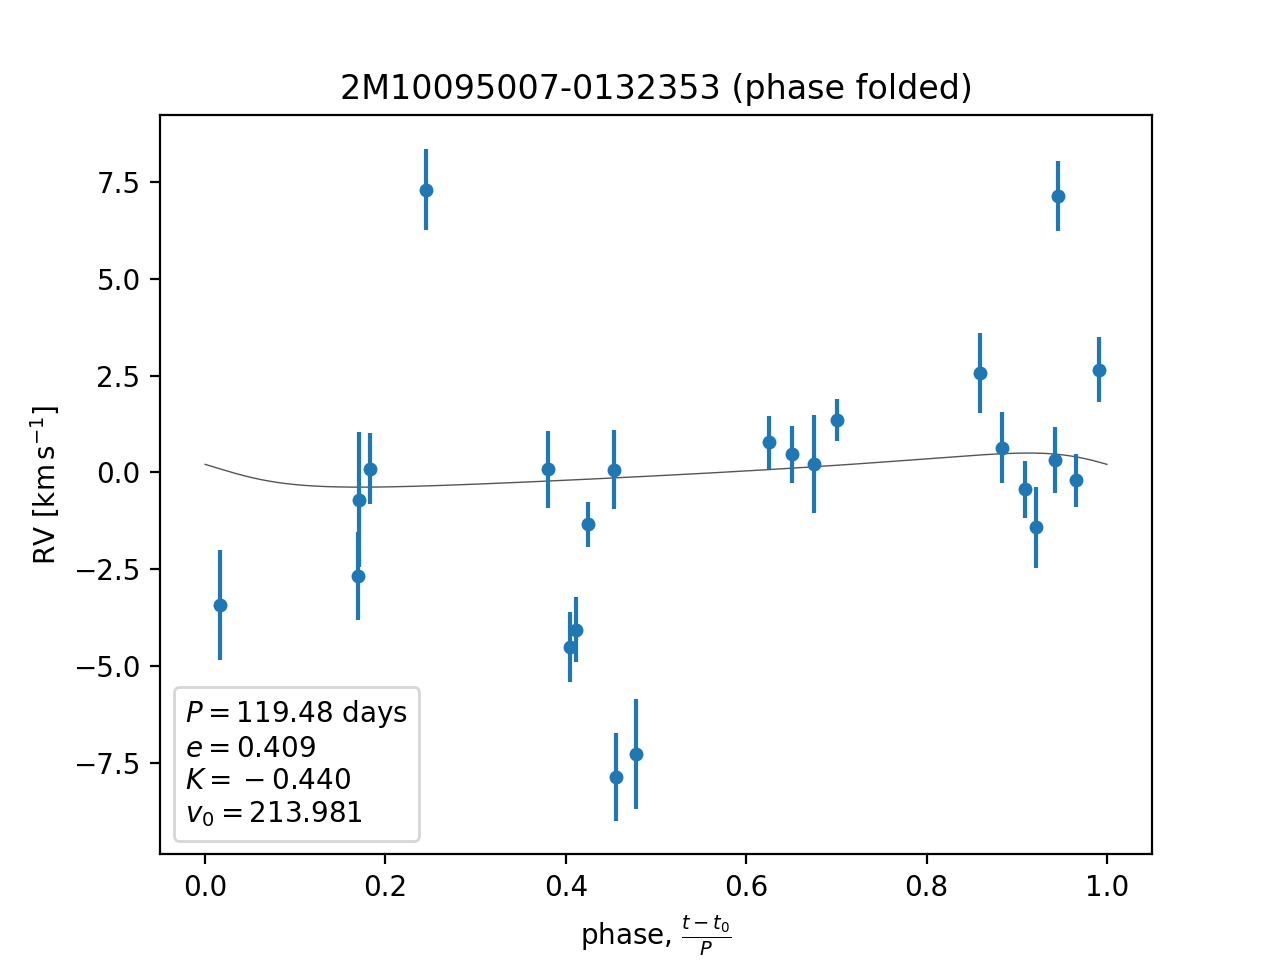 2M10095007-0132353 (phase folded)
7.5
5.0
2.5
0.0
−2.5
−5.0
−7.5
RV [km s⁻¹]
P = 119.48 days
e = 0.409
K = −0.440
v₀ = 213.981
0.0 0.2 0.4 0.6 0.8 1.0
phase, (t − t₀)/P